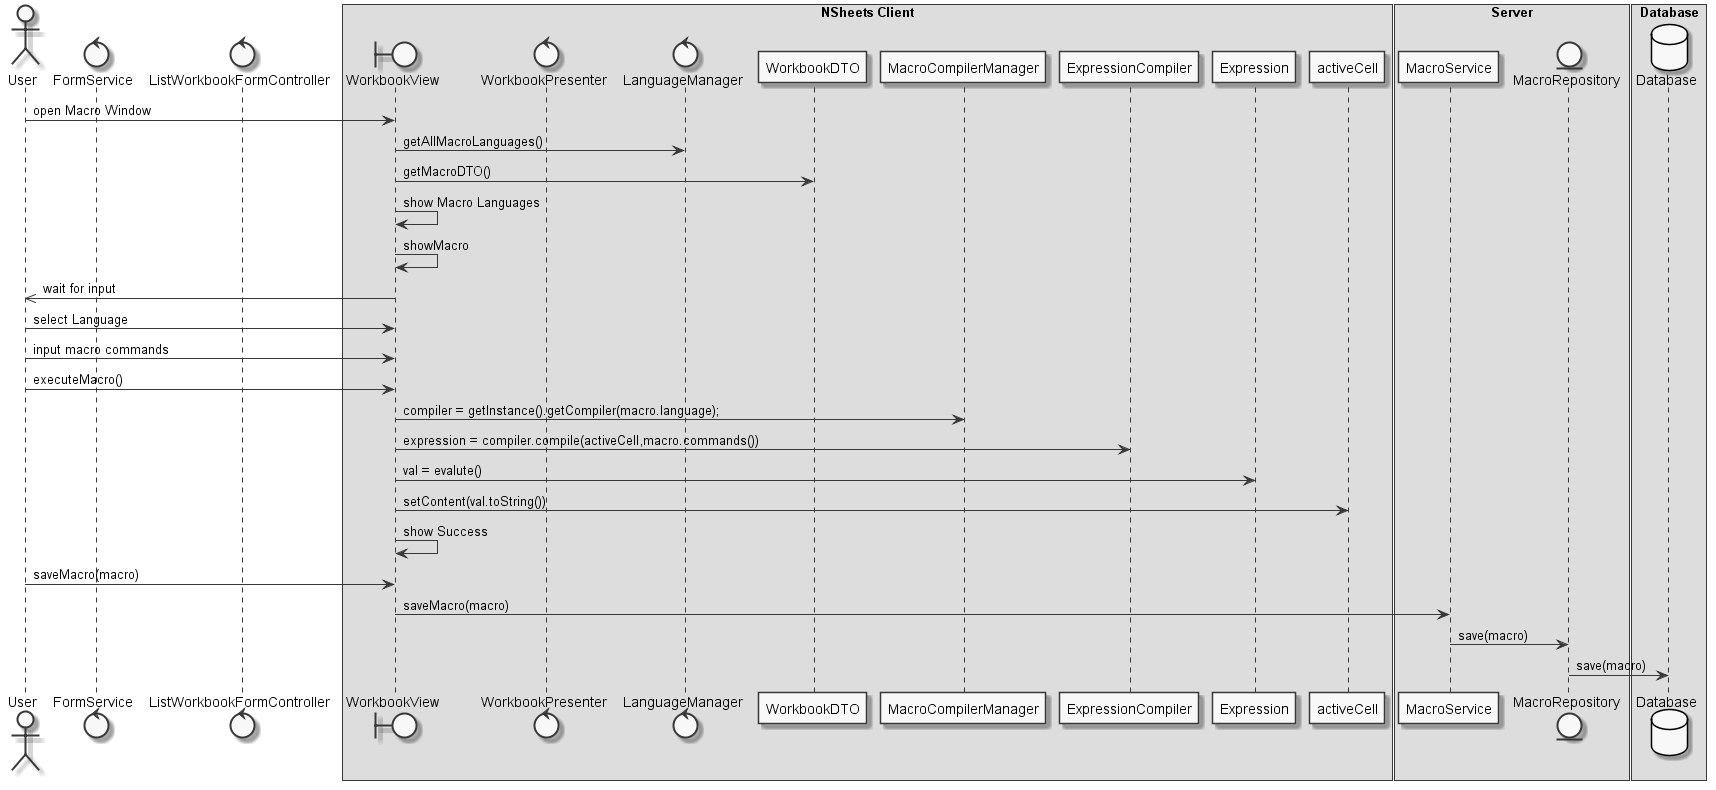 NSheets Client
Server
Database
User
FormService
ListWorkbookFormController
WorkbookView
WorkbookPresenter
LanguageManager
WorkbookDTO
MacroCompilerManager
ExpressionCompiler
Expression
activeCell
MacroService
MacroRepository
Database
open Macro Window
getAllMacroLanguages()
getMacroDTO()
show Macro Languages
showMacro
wait for input
select Language
input macro commands
executeMacro()
compiler = getInstance().getCompiler(macro.language);
expression = compiler.compile(activeCell,macro.commands())
val = evalute()
setContent(val.toString())
show Success
saveMacro(macro)
saveMacro(macro)
save(macro)
save(macro)
User
FormService
ListWorkbookFormController
WorkbookView
WorkbookPresenter
LanguageManager
WorkbookDTO
MacroCompilerManager
ExpressionCompiler
Expression
activeCell
MacroService
MacroRepository
Database